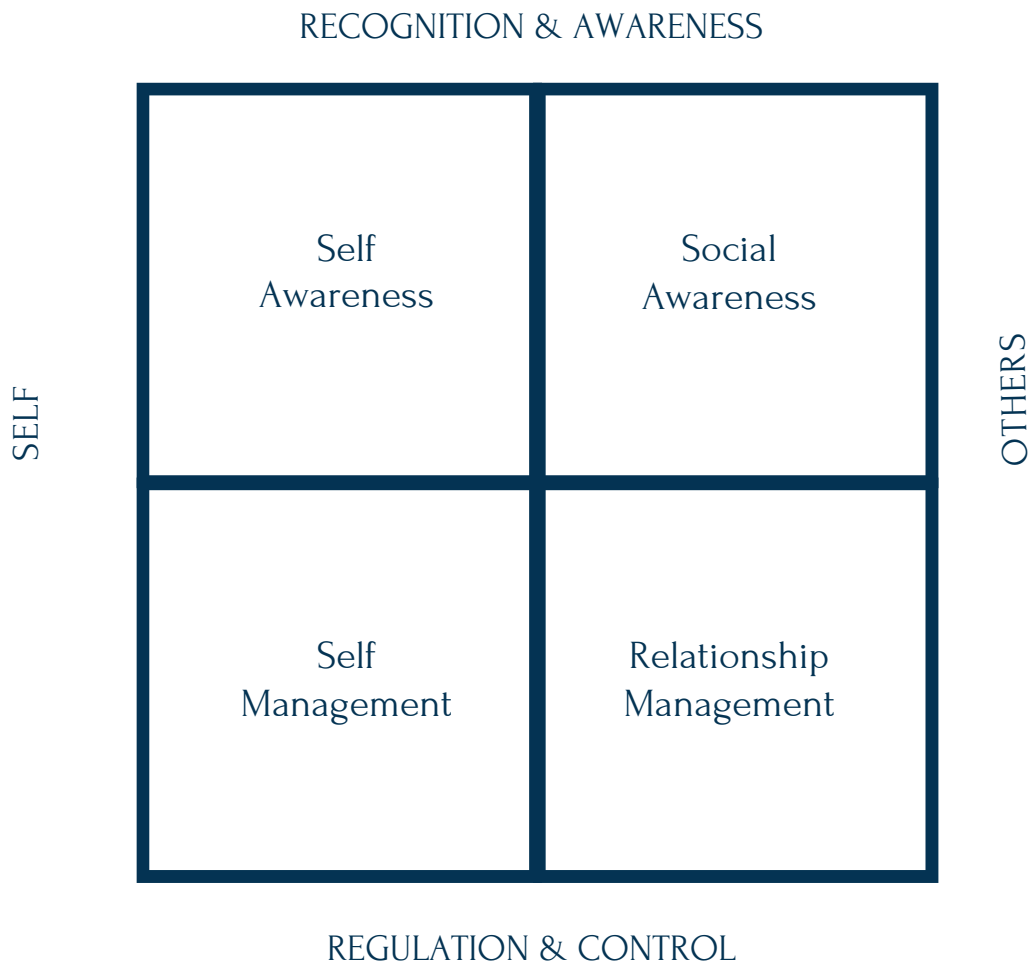 RECOGNITION & AWARENESS
Self
Awareness
Social
Awareness
SELF
OTHERS
Self
Management
Relationship
Management
REGULATION & CONTROL